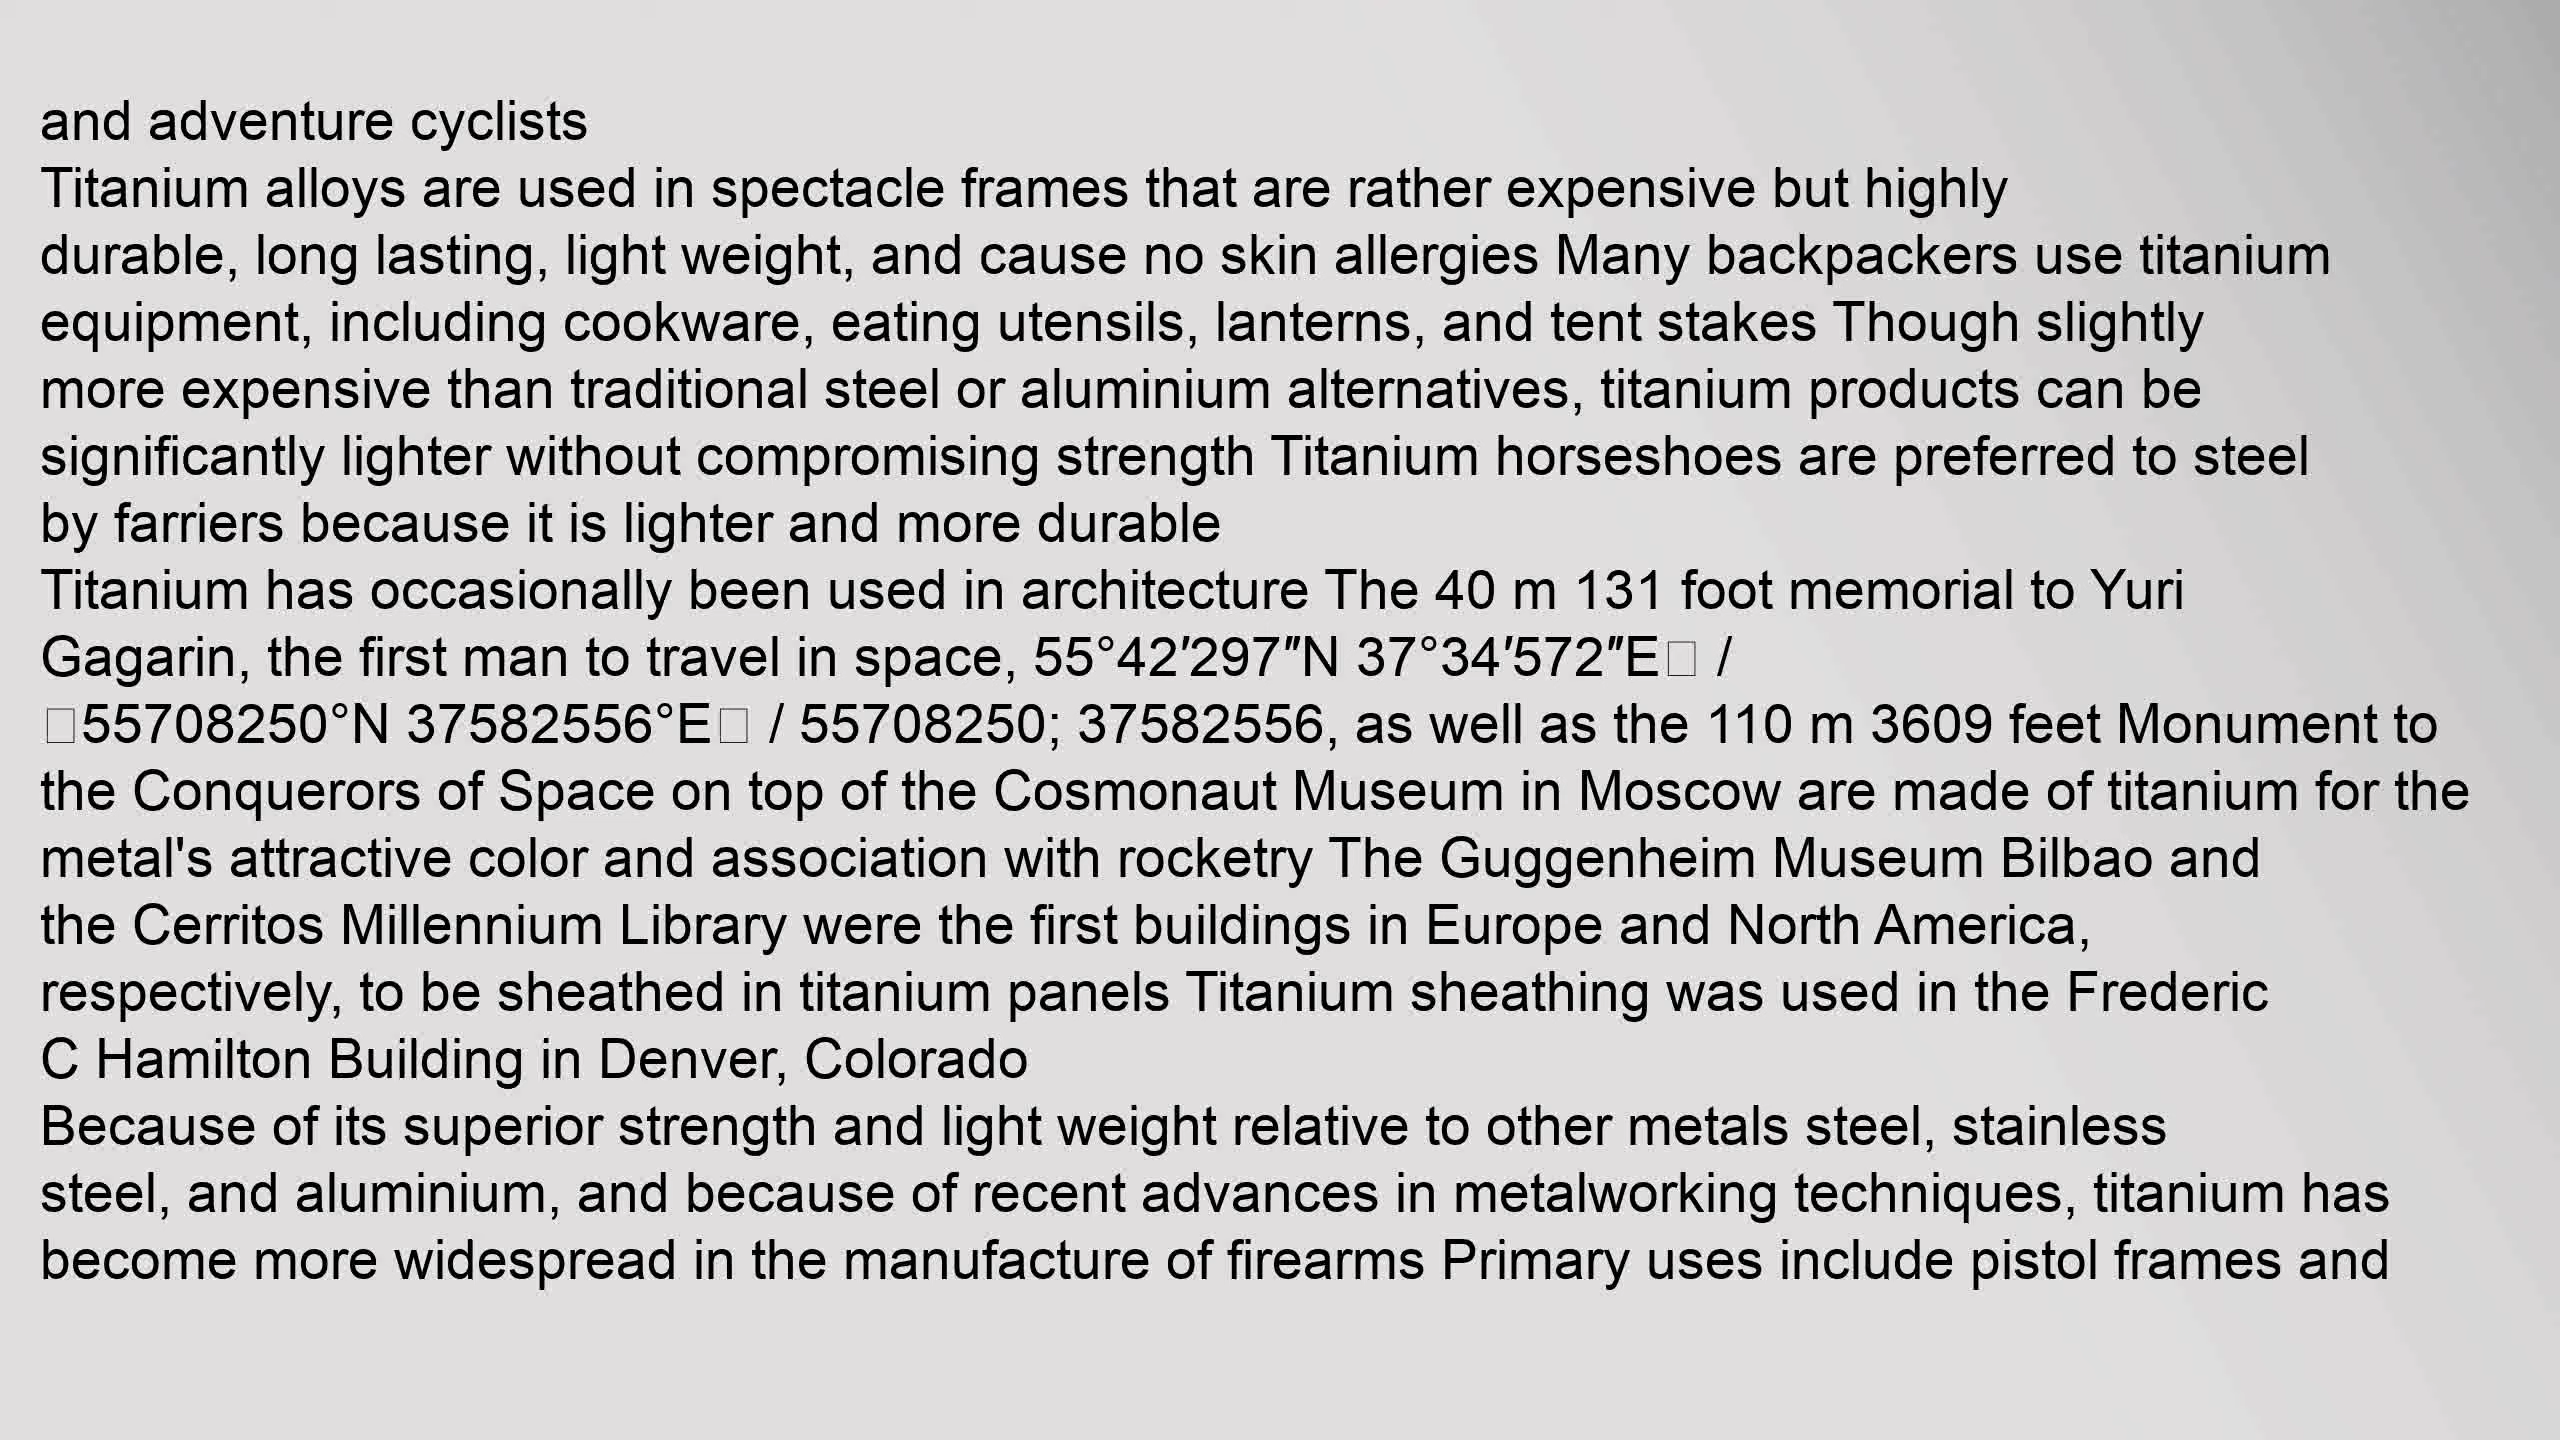 and adventure cyclists
Titanium alloys are used in spectacle frames that are rather expensive but highly
durable, long lasting, light weight, and cause no skin allergies Many backpackers use titanium
equipment, including cookware, eating utensils, lanterns, and tent stakes Though slightly
more expensive than traditional steel or aluminium alternatives, titanium products can be
significantly lighter without compromising strength Titanium horseshoes are preferred to steel
by farriers because it is lighter and more durable
Titanium has occasionally been used in architecture The 40 m 131 foot memorial to Yuri
Gagarin, the first man to travel in space, 55°42′297″N 37°34′572″E□ /
□55708250°N 37582556°E□ / 55708250; 37582556, as well as the 110 m 3609 feet Monument to
the Conquerors of Space on top of the Cosmonaut Museum in Moscow are made of titanium for the
metal's attractive color and association with rocketry The Guggenheim Museum Bilbao and
the Cerritos Millennium Library were the first buildings in Europe and North America,
respectively, to be sheathed in titanium panels Titanium sheathing was used in the Frederic
C Hamilton Building in Denver, Colorado
Because of its superior strength and light weight relative to other metals steel, stainless
steel, and aluminium, and because of recent advances in metalworking techniques, titanium has
become more widespread in the manufacture of firearms Primary uses include pistol frames and